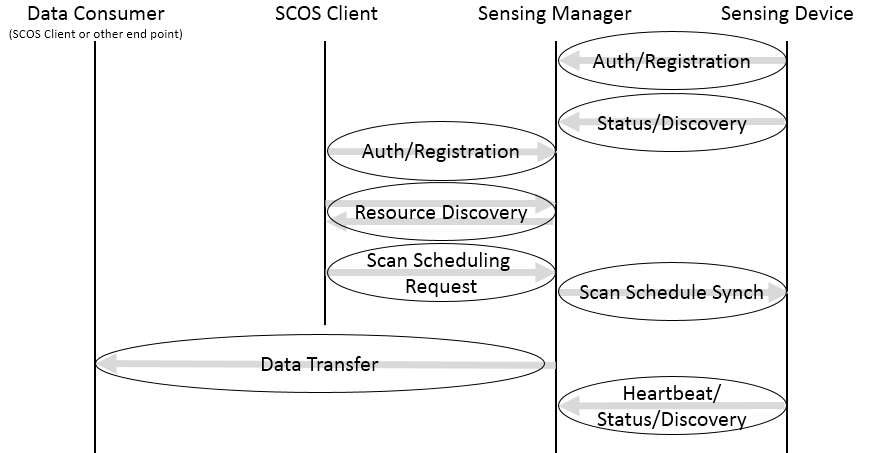 Data Consumer
(SCOS Client or other end point)
SCOS Client
Sensing Manager
Sensing Device
Auth/Registration
Status/Discovery
Auth/Registration
Resource Discovery
Scan Scheduling
Request
Scan Schedule Synch
Data Transfer
Heartbeat/
Status/Discovery